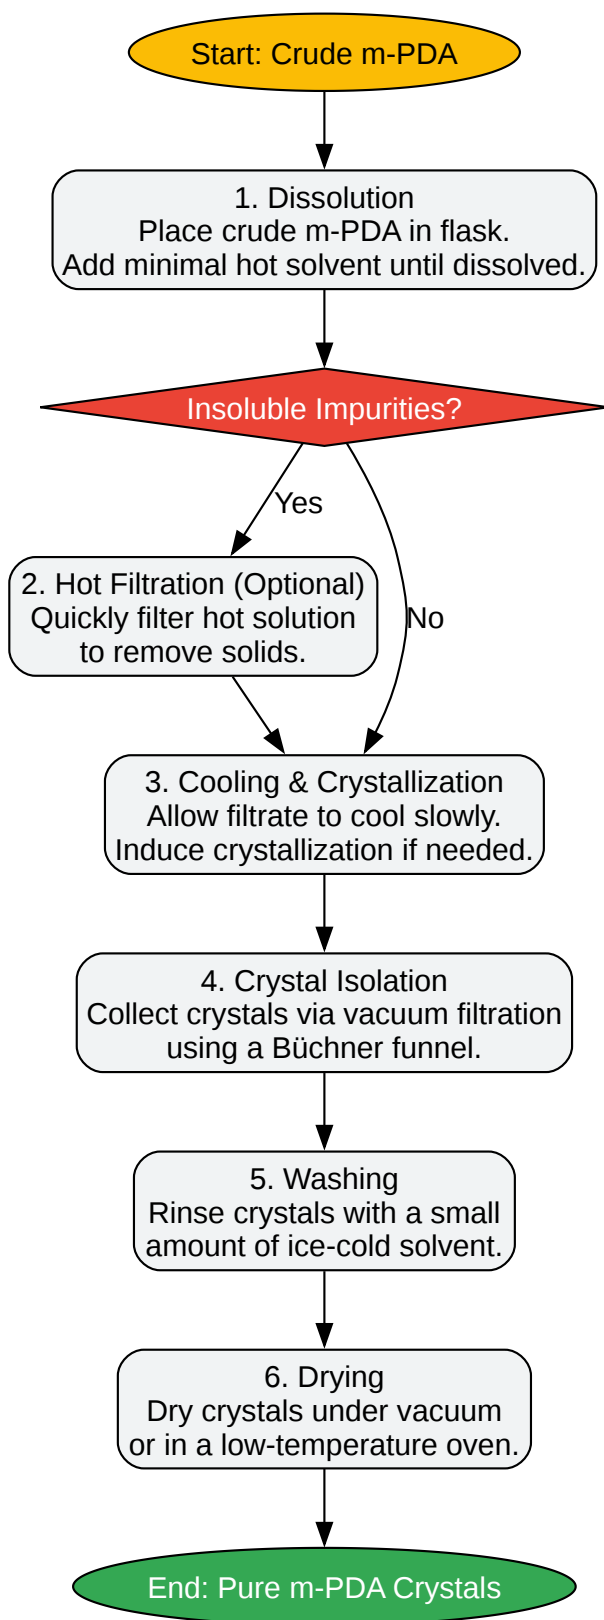 Start: Crude m-PDA
1. Dissolution
Place crude m-PDA in flask.
Add minimal hot solvent until dissolved.
Insoluble Impurities?
Yes
2. Hot Filtration (Optional)
Quickly filter hot solution
to remove solids.
No
3. Cooling & Crystallization
Allow filtrate to cool slowly.
Induce crystallization if needed.
4. Crystal Isolation
Collect crystals via vacuum filtration
using a Büchner funnel.
5. Washing
Rinse crystals with a small
amount of ice-cold solvent.
6. Drying
Dry crystals under vacuum
or in a low-temperature oven.
End: Pure m-PDA Crystals